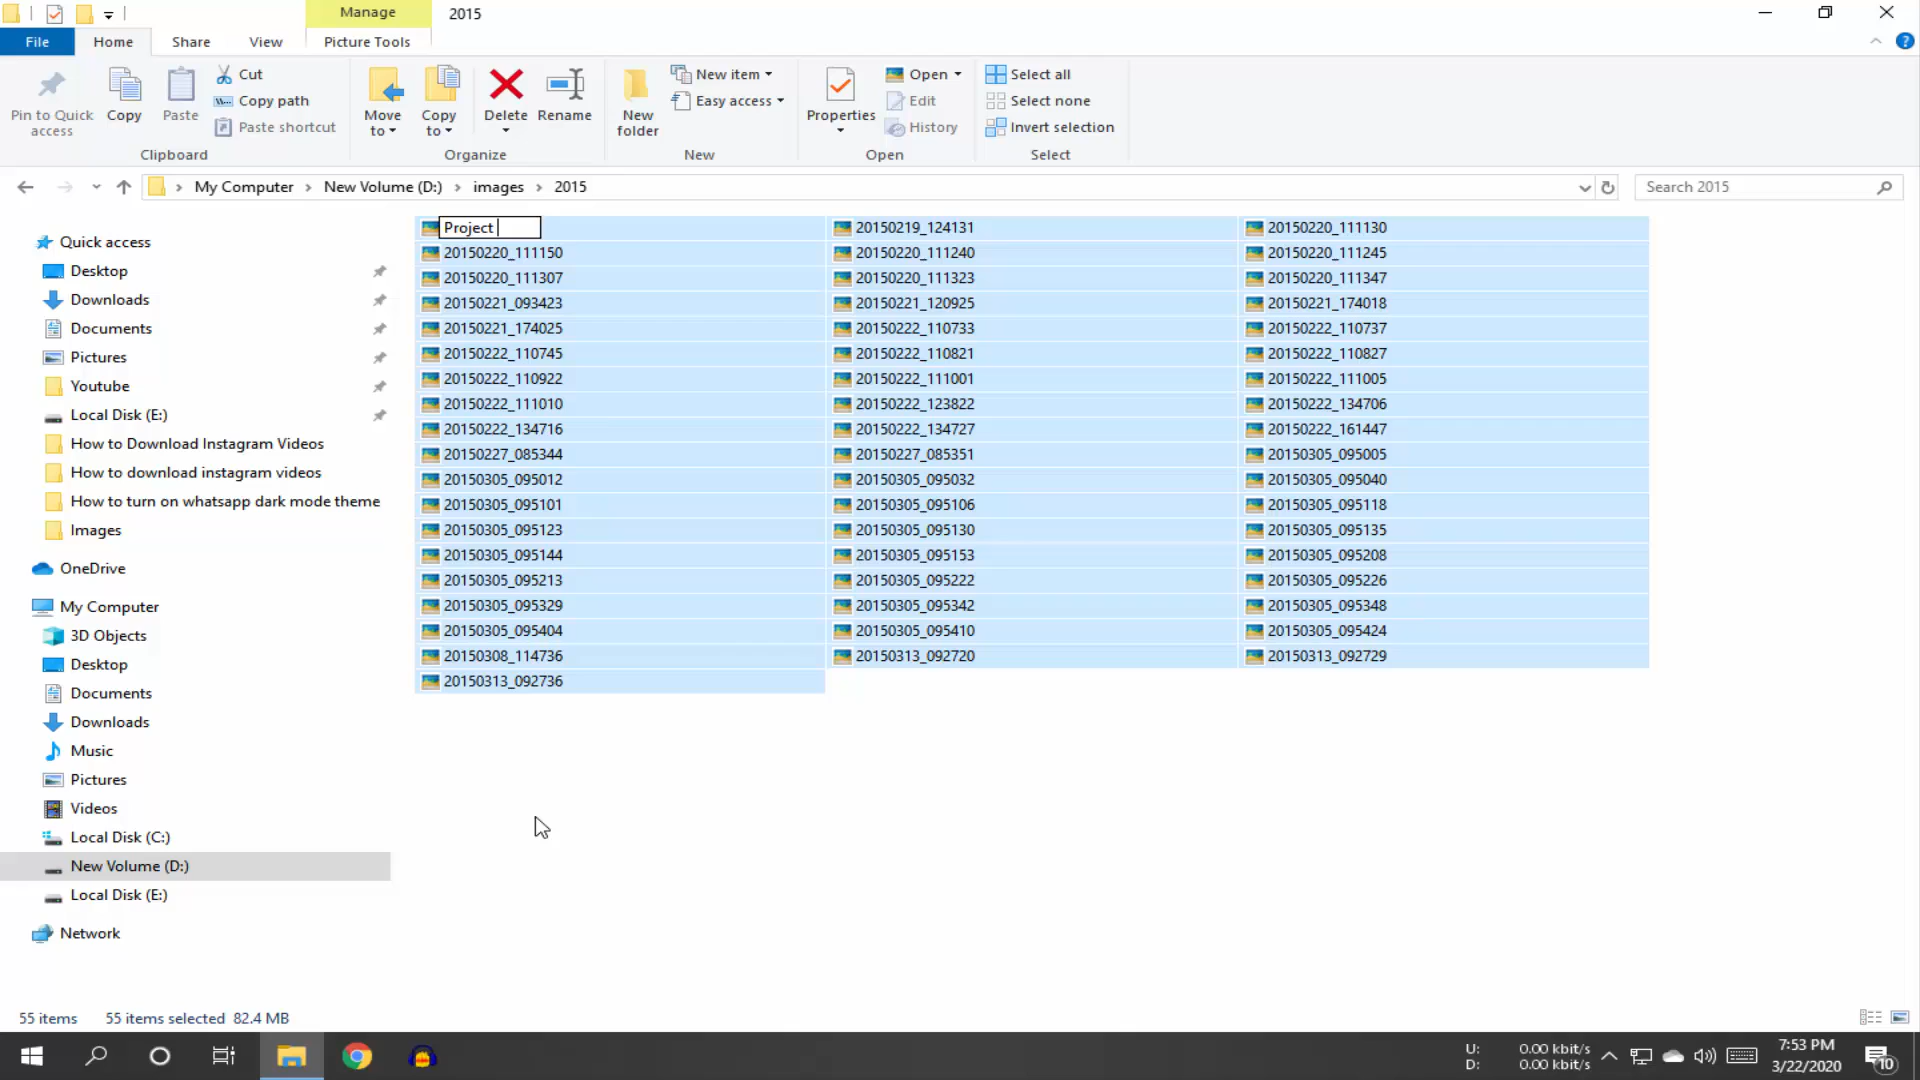 Manage
2015
File
Home
Share
View
Picture Tools
Pin to Quick access
Copy
Paste
Cut
Copy path
Paste shortcut
Clipboard
Move to
Copy to
Delete
Rename
Organize
New folder
New item
Easy access
New
Properties
Open
Edit
History
Open
Select all
Select none
Invert selection
Select
My Computer
New Volume (D:)
images
2015
Search 2015
Quick access
Desktop
Downloads
Documents
Pictures
Youtube
Local Disk (E:)
How to Download Instagram Videos
How to download instagram videos
How to turn on whatsapp dark mode theme
Images
OneDrive
My Computer
3D Objects
Desktop
Documents
Downloads
Music
Pictures
Videos
Local Disk (C:)
New Volume (D:)
Local Disk (E:)
Network
Project
20150219_124131
20150220_111130
20150220_111150
20150220_111240
20150220_111245
20150220_111307
20150220_111323
20150220_111347
20150221_093423
20150221_120925
20150221_174018
20150221_174025
20150222_110733
20150222_110737
20150222_110745
20150222_110821
20150222_110827
20150222_110922
20150222_111001
20150222_111005
20150222_111010
20150222_123822
20150222_134706
20150222_134716
20150222_134727
20150222_161447
20150227_085344
20150227_085351
20150305_095005
20150305_095012
20150305_095032
20150305_095040
20150305_095101
20150305_095106
20150305_095118
20150305_095123
20150305_095130
20150305_095135
20150305_095144
20150305_095153
20150305_095208
20150305_095213
20150305_095222
20150305_095226
20150305_095329
20150305_095342
20150305_095348
20150305_095404
20150305_095410
20150305_095424
20150308_114736
20150313_092720
20150313_092729
20150313_092736
55 items
55 items selected 82.4 MB
U: 0.00 kbit/s
D: 0.00 kbit/s
7:53 PM
3/22/2020
10